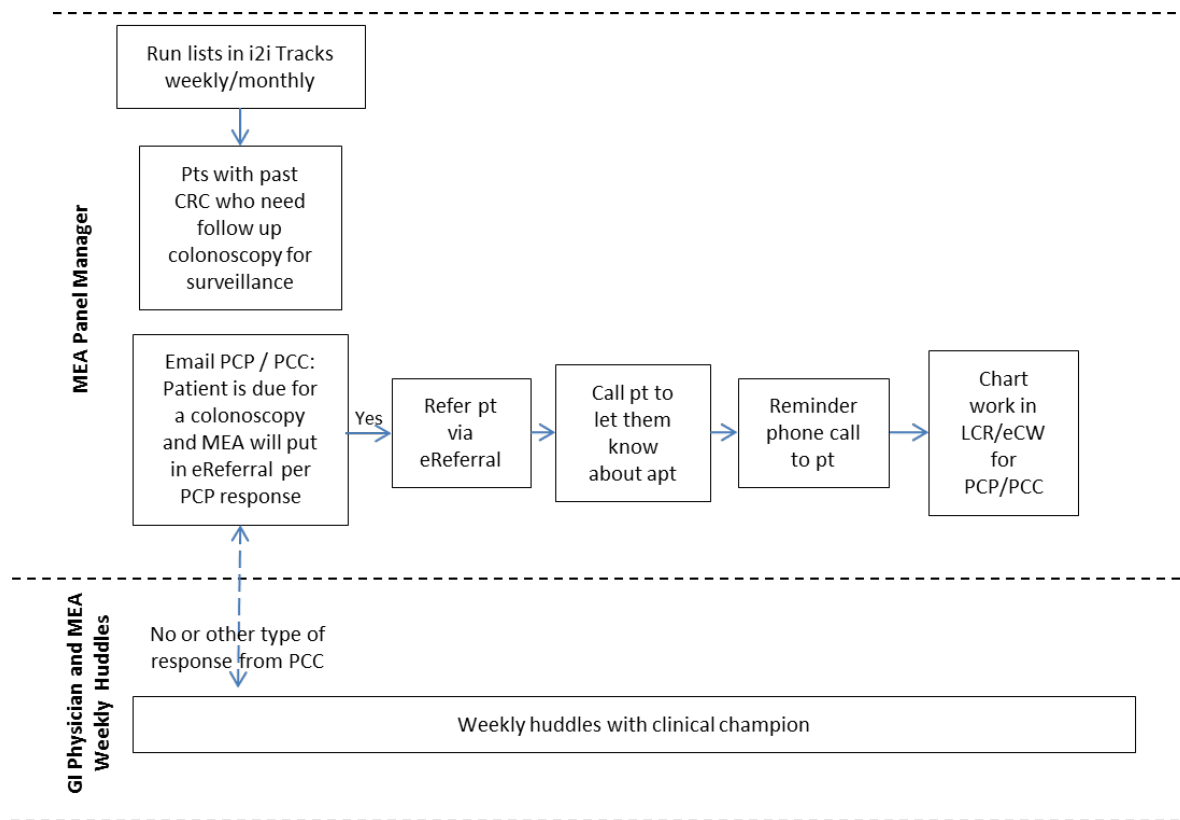 Run lists in i2i Tracks
weekly/monthly
Pts with past
CRC who need
follow up
colonoscopy for
surveillance
MEA Panel Manager
Email PCP / PCC:
Patient is due for
a colonoscopy
and MEA will put
in eReferral per
PCP response
Yes
Refer pt
via
eReferral
Call pt to
let them
know
about apt
Reminder
phone call
to pt
Chart
work in
LCR/eCW
for
PCP/PCC
GI Physician and MEA
Weekly Huddles
No or other type of
response from PCC
Weekly huddles with clinical champion